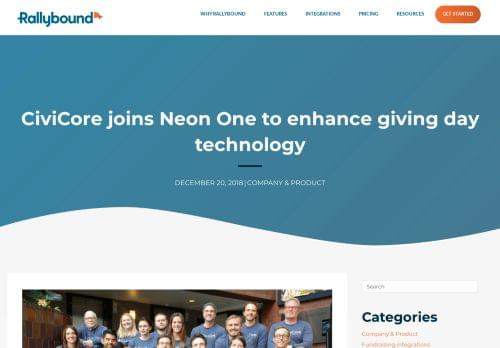 Rallybound
WHY RALLYBOUND
FEATURES
INTEGRATIONS
PRICING
RESOURCES
GET STARTED
CiviCore joins Neon One to enhance giving day
technology
DECEMBER 20, 2018 | COMPANY & PRODUCT
Search
Categories
Company & Product
Fundraising integrations